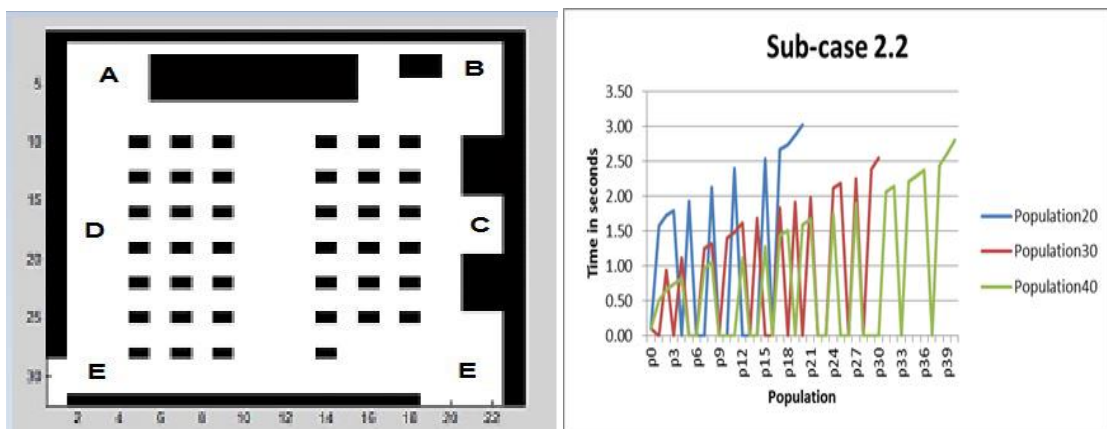 A
B
5
10
15
D
C
20
25
E
E
30
2 4 6 8 10 12 14 16 18 20 22
Sub-case 2.2
Time in seconds
3.50
3.00
2.50
2.00
1.50
1.00
0.50
0.00
p0 p3 p6 p9 p12 p15 p18 p21 p24 p27 p30 p33 p36 p39
Population
Population20
Population30
Population40